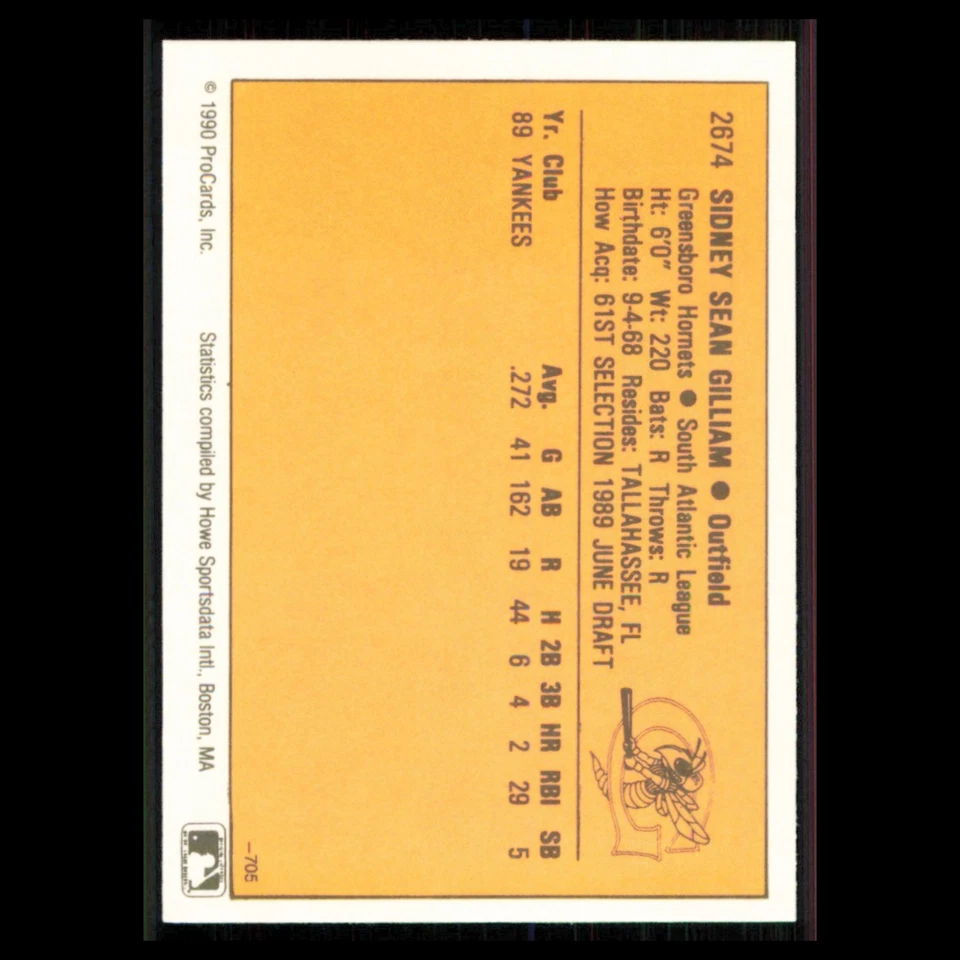 2674 SIDNEY SEAN GILLIAM ● Outfield
Greensboro Hornets ● South Atlantic League
Ht: 6'0" Wt: 220 Bats: R Throws: R
Birthdate: 9-4-68 Resides: TALLAHASSEE, FL
How Acq: 61ST SELECTION 1989 JUNE DRAFT
Yr. Club Avg. G AB R H 2B 3B HR RBI SB
89 YANKEES .272 41 162 19 44 6 4 2 29 5
–705
© 1990 ProCards, Inc. Statistics compiled by Howe Sportsdata Intl., Boston, MA